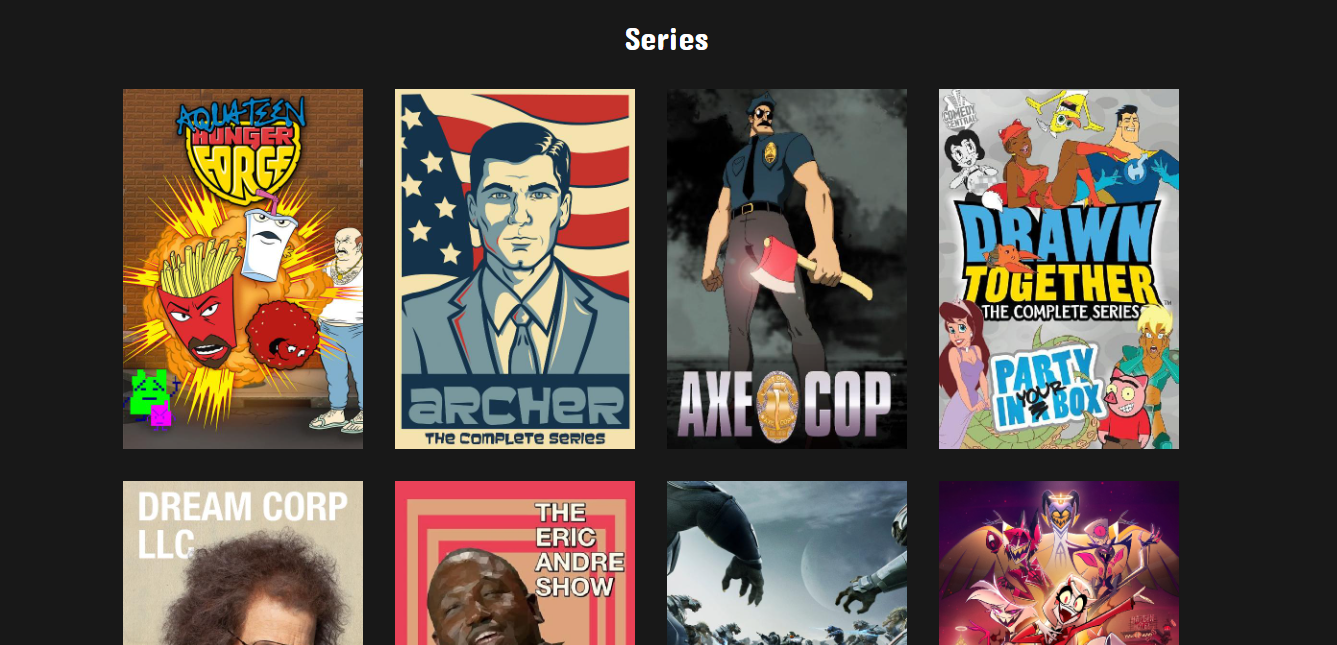 Series
AQUA TEEN
HUNGER
FORCE
ARCHER
THE COMPLETE SERIES
AXE COP
COMEDY
CENTRAL
DRAWN
TOGETHER
THE COMPLETE SERIES
PARTY
YOUR
IN A BOX
DREAM CORP
LLC
THE
ERIC
ANDRE
SHOW